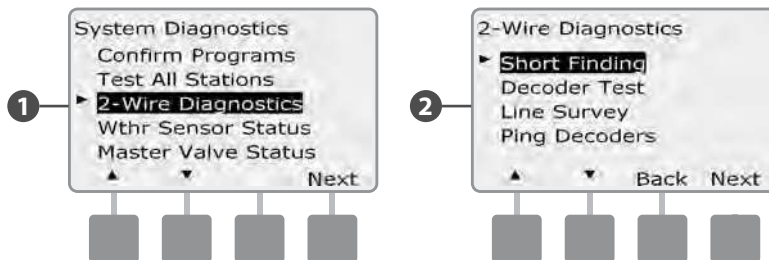 1
System Diagnostics
Confirm Programs
Test All Stations
► 2-Wire Diagnostics
Wthr Sensor Status
Master Valve Status
▲ ▼ Next
2
2-Wire Diagnostics
► Short Finding
Decoder Test
Line Survey
Ping Decoders
▲ ▼ Back Next